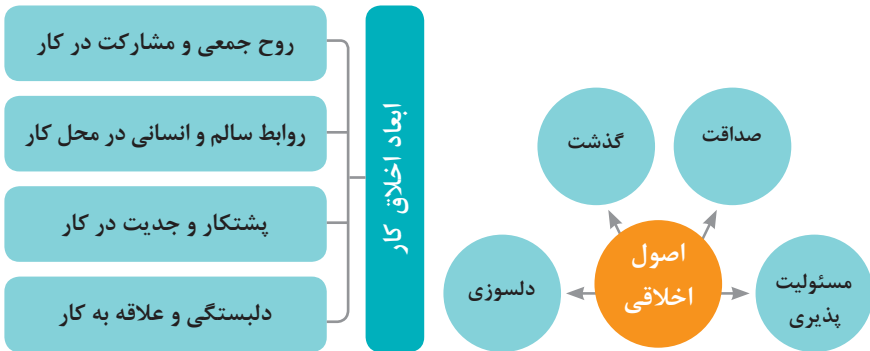 صداقت
گذشت
اصول
اخلاقی
مسئولیت
پذیری
دلسوزی
ابعاد اخلاق کار
روح جمعی و مشارکت در کار
روابط سالم و انسانی در محل کار
پشتکار و جدیت در کار
دلبستگی و علاقه به کار